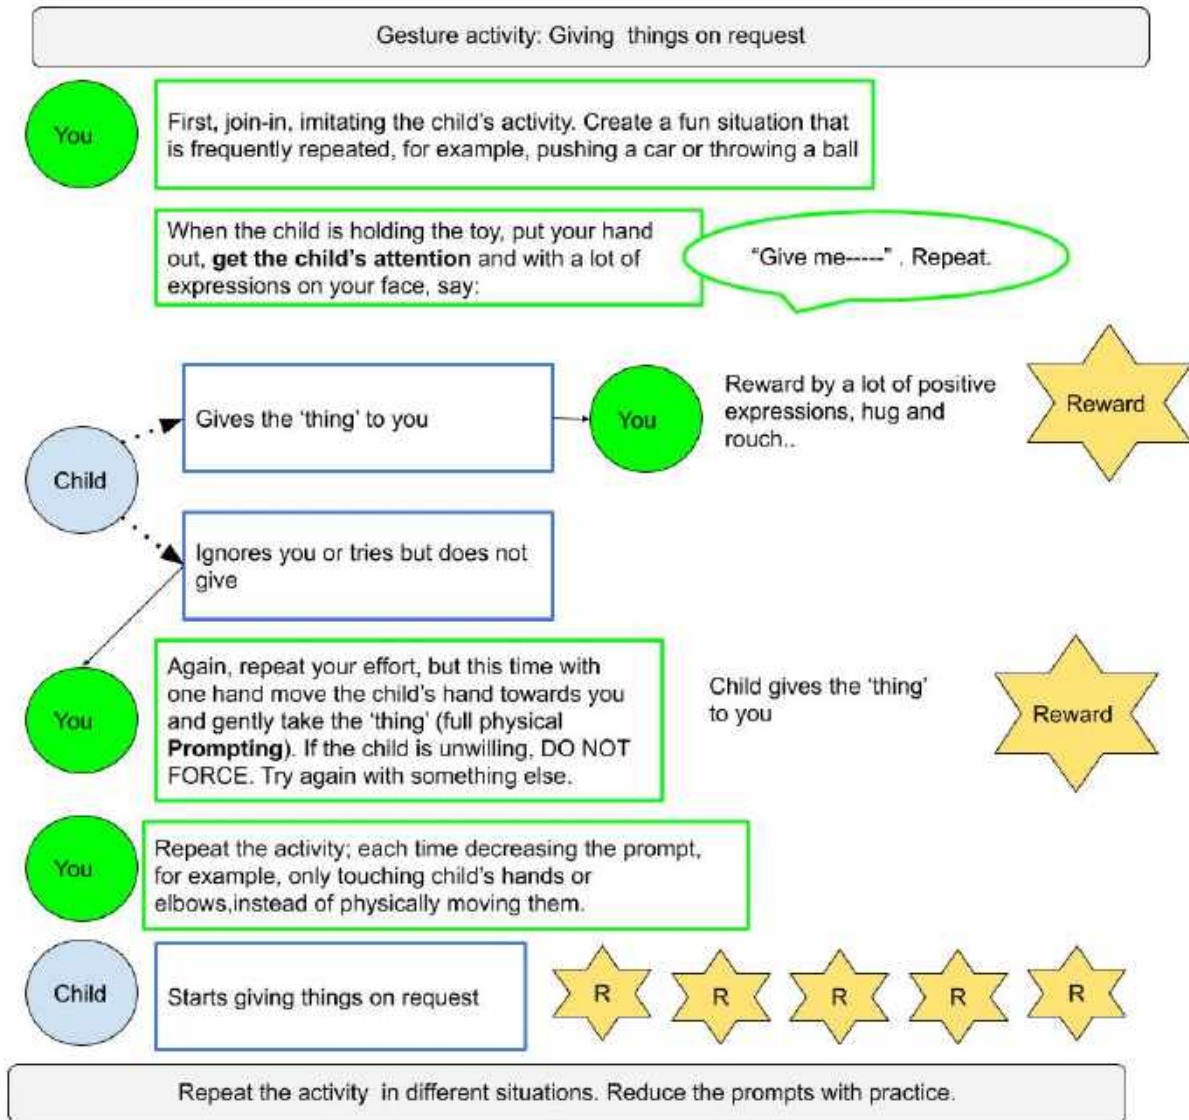 Gesture activity: Giving things on request
You
First, join-in, imitating the child's activity. Create a fun situation that
is frequently repeated, for example, pushing a car or throwing a ball
When the child is holding the toy, put your hand
out, get the child's attention and with a lot of
expressions on your face, say:
"Give me-----" . Repeat.
Child
Gives the 'thing' to you
You
Reward by a lot of positive
expressions, hug and
rouch..
Reward
Ignores you or tries but does not
give
You
Again, repeat your effort, but this time with
one hand move the child's hand towards you
and gently take the 'thing' (full physical
Prompting). If the child is unwilling, DO NOT
FORCE. Try again with something else.
Child gives the 'thing'
to you
Reward
You
Repeat the activity; each time decreasing the prompt,
for example, only touching child's hands or
elbows,instead of physically moving them.
Child
Starts giving things on request
R
R
R
R
R
Repeat the activity in different situations. Reduce the prompts with practice.